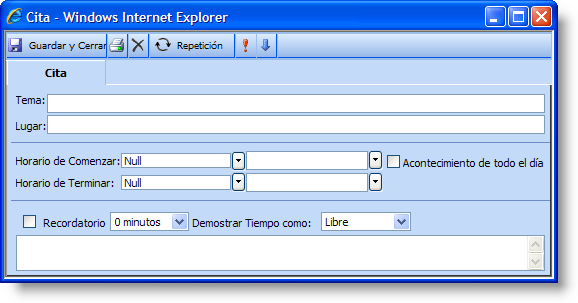 Cita - Windows Internet Explorer
Guardar y Cerrar Repetición
Cita
Tema:
Lugar:
Horario de Comenzar: Null Acontecimiento de todo el día
Horario de Terminar: Null
Recordatorio 0 minutos Demostrar Tiempo como: Libre